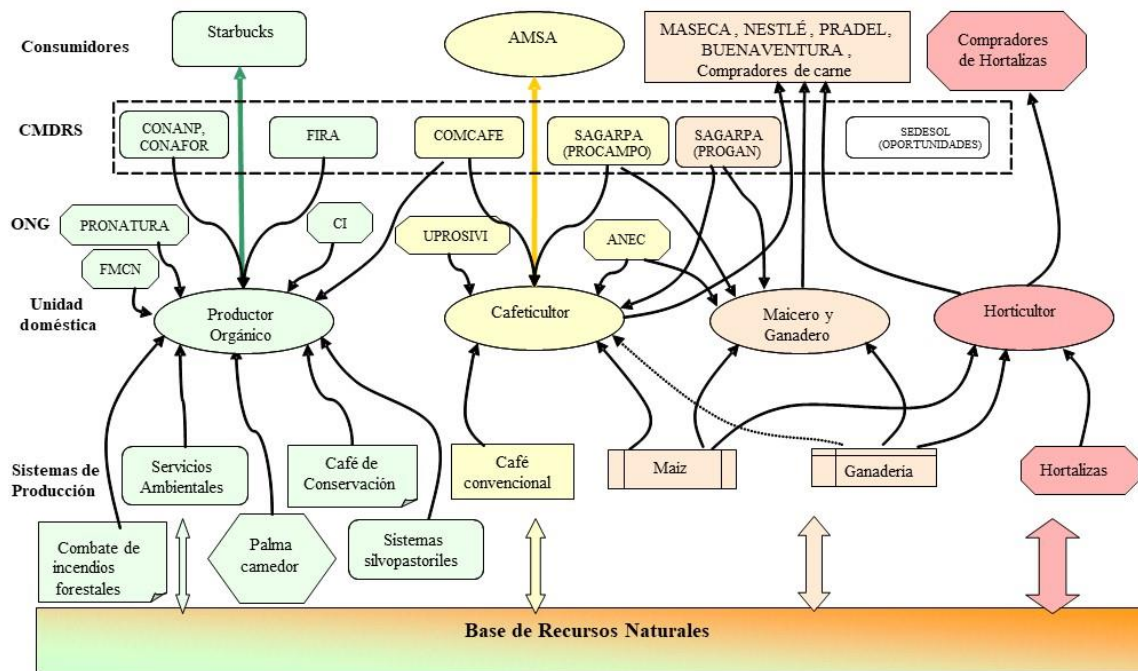 Consumidores
Starbucks
AMSA
MASECA , NESTLÉ , PRADEL,
BUENAVENTURA ,
Compradores de carne
Compradores
de Hortalizas
CMDRS
CONANP,
CONAFOR
FIRA
COMCAFE
SAGARPA
(PROCAMPO)
SAGARPA
(PROGAN)
SEDESOL
(OPORTUNIDADES)
ONG
PRONATURA
CI
UPROSIVI
ANEC
FMCN
Unidad
doméstica
Productor
Orgánico
Cafeticultor
Maicero y
Ganadero
Horticultor
Sistemas de
Producción
Servicios
Ambientales
Café de
Conservación
Café
convencional
Maiz
Ganaderia
Hortalizas
Combate de
incendios
forestales
Palma
camedor
Sistemas
silvopastoriles
Base de Recursos Naturales